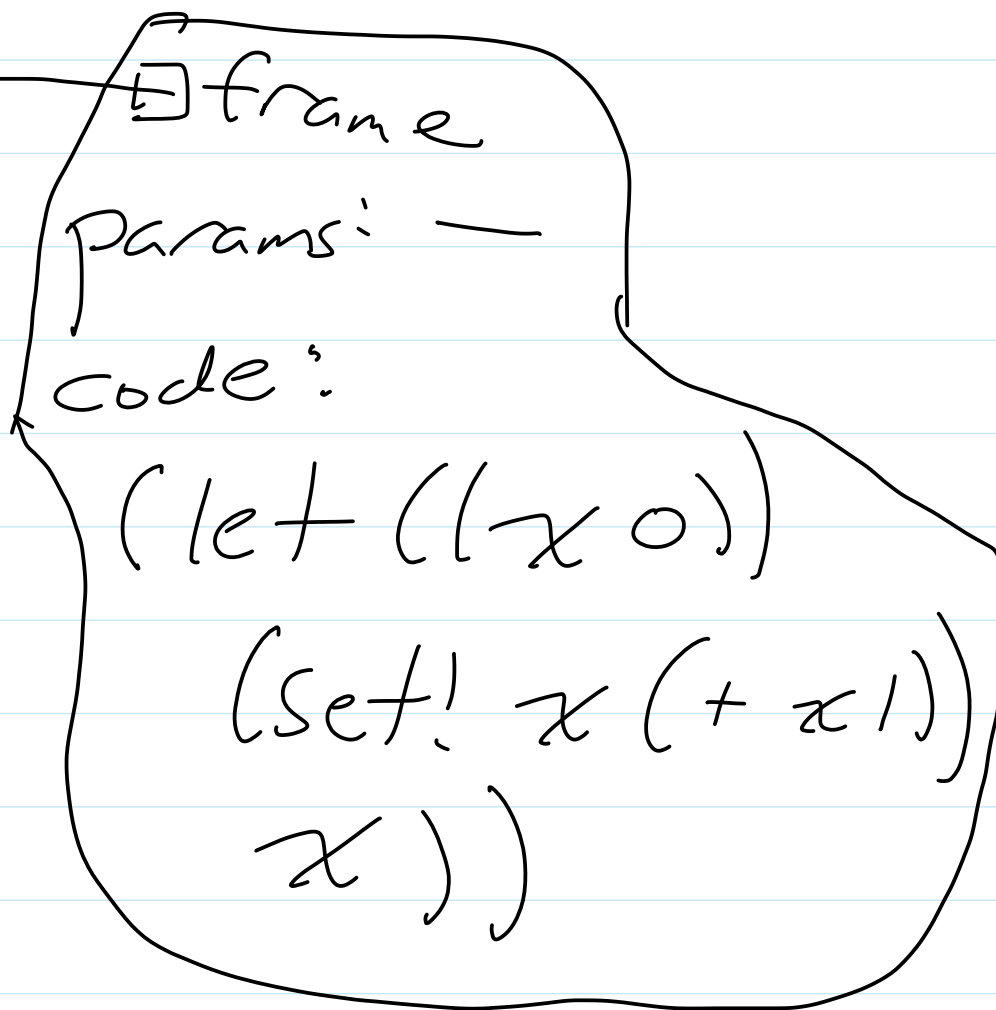 frame
params: —
code:
(let ((x 0))
(set! x (+ x 1))
x))